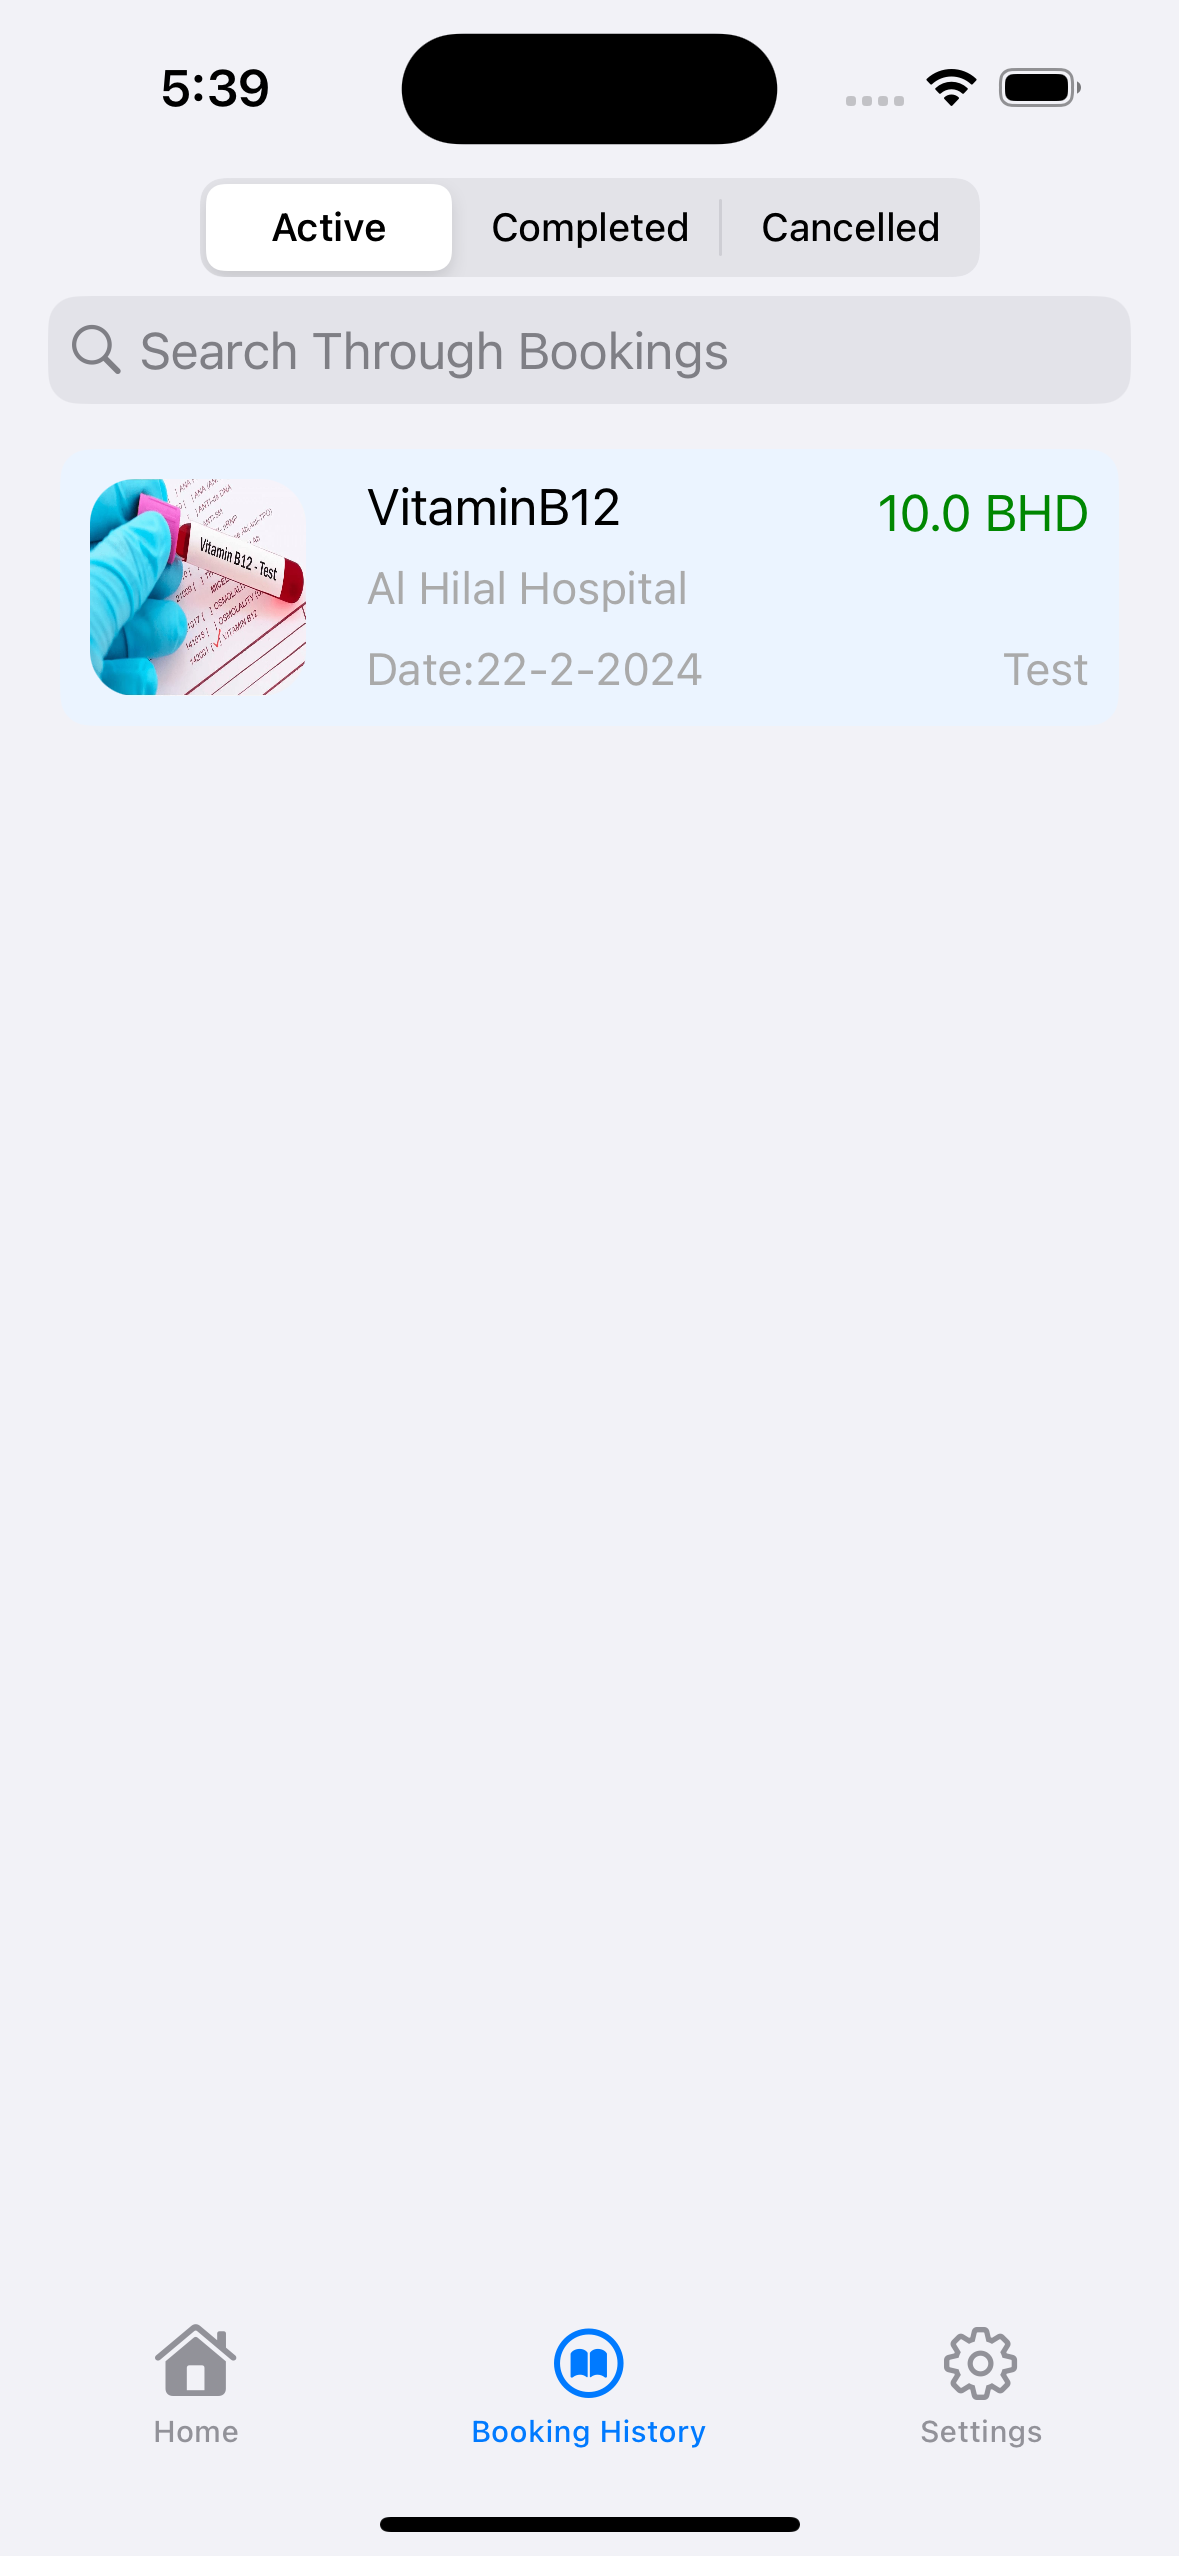 5:39
Active Completed Cancelled
Search Through Bookings
VitaminB12 10.0 BHD
Al Hilal Hospital
Date:22-2-2024 Test
Vitamin B12 - Test
Home Booking History Settings